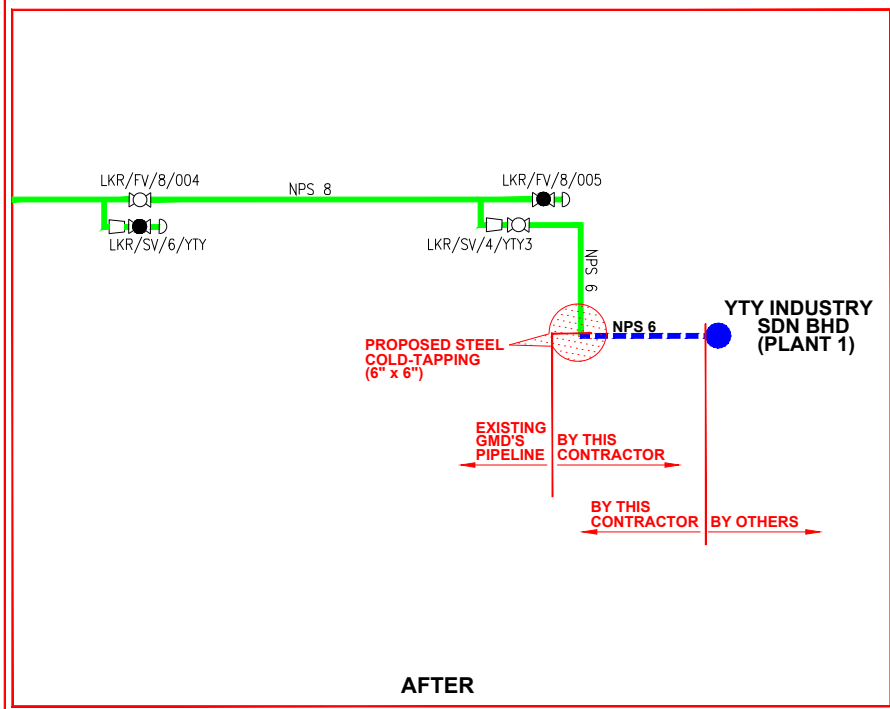 LKR/FV/8/004
NPS 8
LKR/FV/8/005
LKR/SV/6/YTY
LKR/SV/4/YTY3
NPS 6
YTY INDUSTRY
SDN BHD
(PLANT 1)
NPS 6
PROPOSED STEEL
COLD-TAPPING
(6" x 6")
EXISTING
GMD'S
PIPELINE
BY THIS
CONTRACTOR
BY THIS
CONTRACTOR
BY OTHERS
AFTER